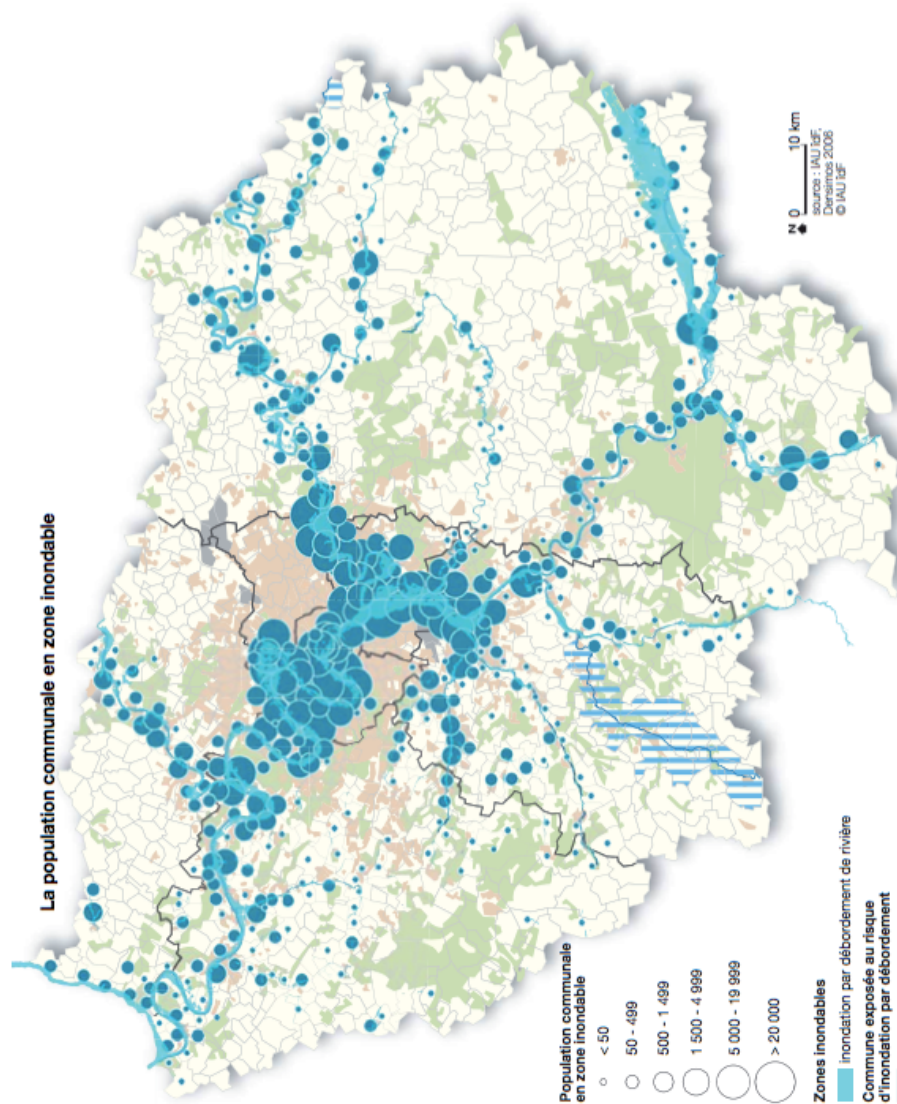 La population communale en zone inondable
Population communale
en zone inondable
< 50
50 - 499
500 - 1 499
1 500 - 4 999
5 000 - 19 999
> 20 000
Zones inondables
inondation par débordement de rivière
Commune exposée au risque
d'inondation par débordement
N 0 10 km
source : IAU îdF,
Densimos 2006
© IAU îdF